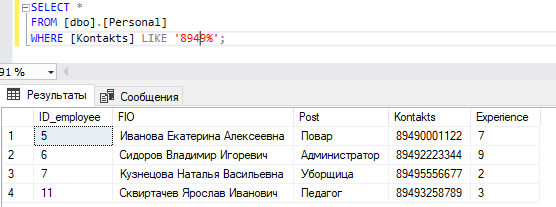 SELECT *
FROM [dbo].[Personal]
WHERE [Kontakts] LIKE '8949%';
91 %
Результаты Сообщения
ID_employee FIO Post Kontakts Experience
1 5 Иванова Екатерина Алексеевна Повар 89490001122 7
2 6 Сидоров Владимир Игоревич Администратор 89492223344 9
3 7 Кузнецова Наталья Васильевна Уборщица 89495556677 2
4 11 Сквиртачев Ярослав Иванович Педагог 89493258789 3